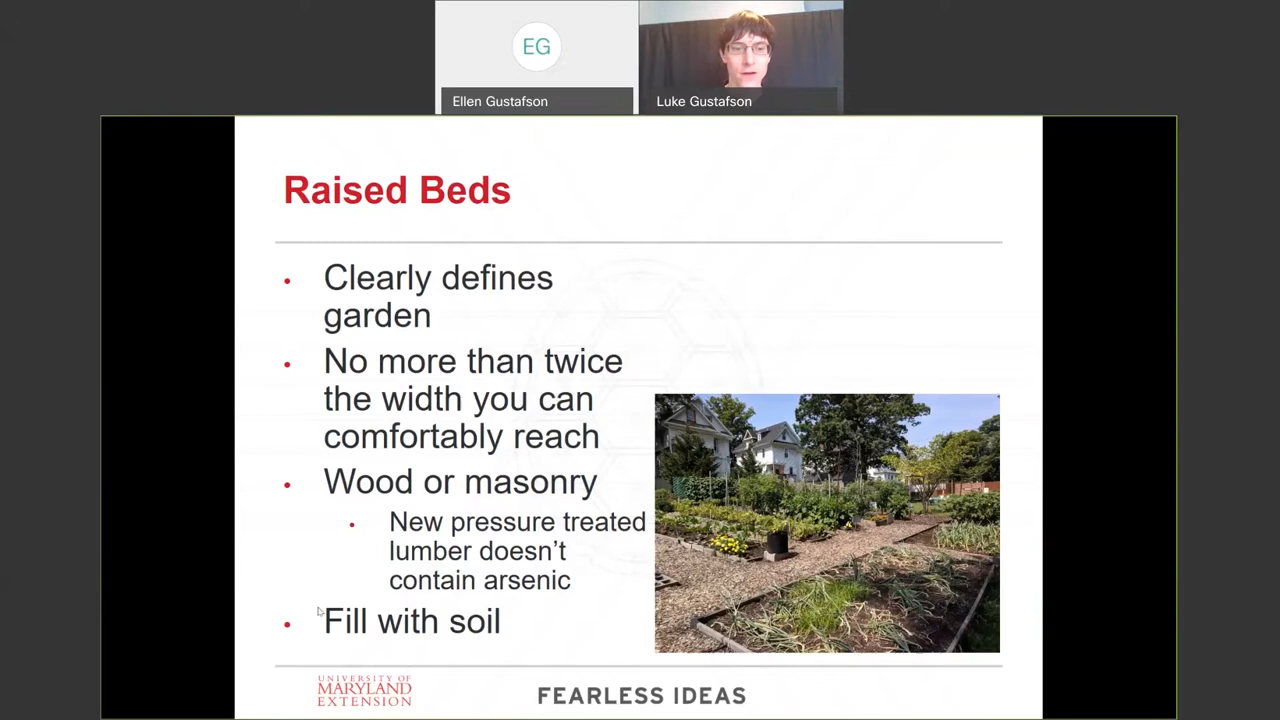 EG
Ellen Gustafson
Luke Gustafson
Raised Beds
• Clearly defines
garden
• No more than twice
the width you can
comfortably reach
• Wood or masonry
• New pressure treated
lumber doesn’t
contain arsenic
• Fill with soil
UNIVERSITY OF
MARYLAND
EXTENSION
FEARLESS IDEAS